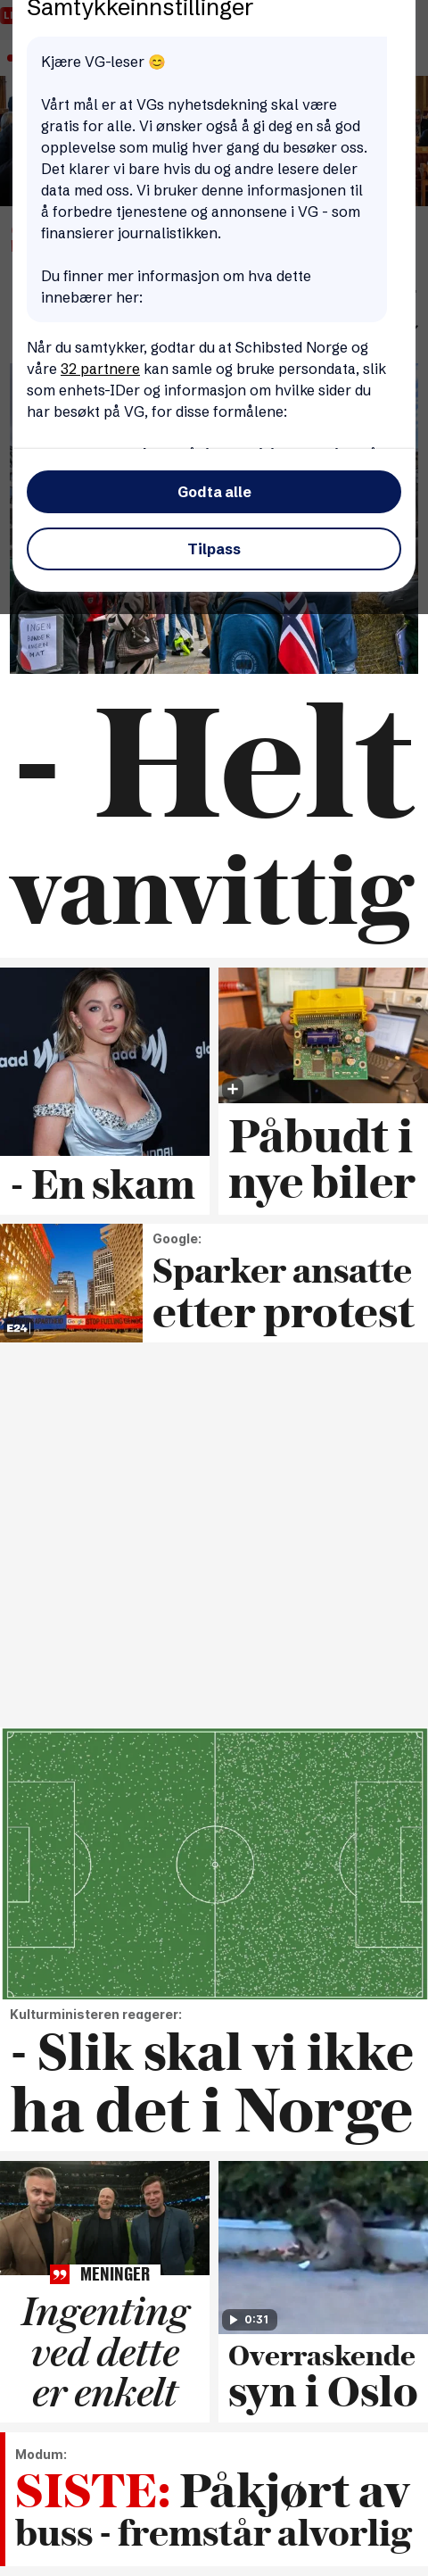 Samtykkeinnstillinger
Kjære VG-leser 😊
Vårt mål er at VGs nyhetsdekning skal være
gratis for alle. Vi ønsker også å gi deg en så god
opplevelse som mulig hver gang du besøker oss.
Det klarer vi bare hvis du og andre lesere deler
data med oss. Vi bruker denne informasjonen til
å forbedre tjenestene og annonsene i VG - som
finansierer journalistikken.
Du finner mer informasjon om hva dette
innebærer her:
Når du samtykker, godtar du at Schibsted Norge og
våre 32 partnere kan samle og bruke persondata, slik
som enhets-IDer og informasjon om hvilke sider du
har besøkt på VG, for disse formålene:
Godta alle
Tilpass
INGEN
UNDER
INGEN
MAT
- Helt
vanvittig
- En skam
Påbudt i
nye biler
E24
Google:
Sparker ansatte
etter protest
Kulturministeren reagerer:
- Slik skal vi ikke
ha det i Norge
MENINGER
Ingenting
ved dette
er enkelt
0:31
Overraskende
syn i Oslo
Modum:
SISTE: Påkjørt av
buss - fremstår alvorlig